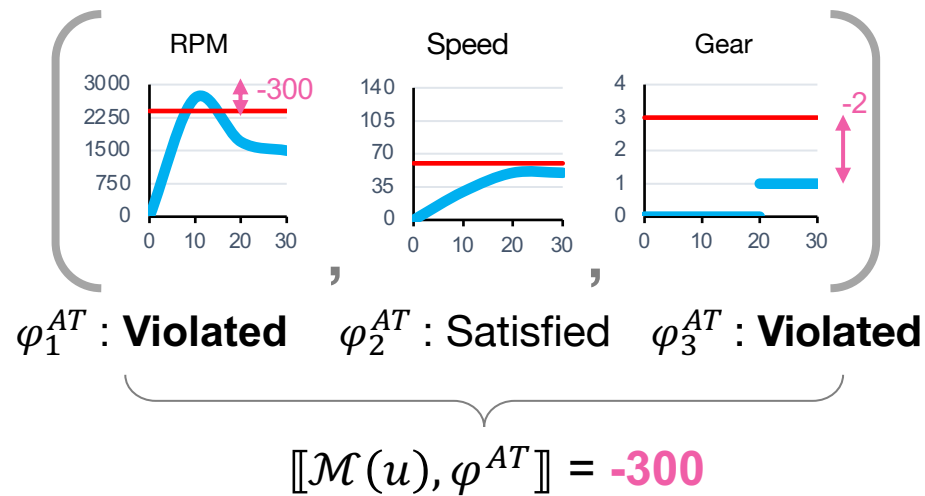 RPM
Speed
Gear
3000
2250
1500
750
0
0 10 20 30
-300
,
140
105
70
35
0
0 10 20 30
,
4
3
2
1
0
0 10 20 30
-2
φ₁ᴬᵀ : Violated
φ₂ᴬᵀ : Satisfied
φ₃ᴬᵀ : Violated
⟦ℳ(u), φᴬᵀ⟧ = -300